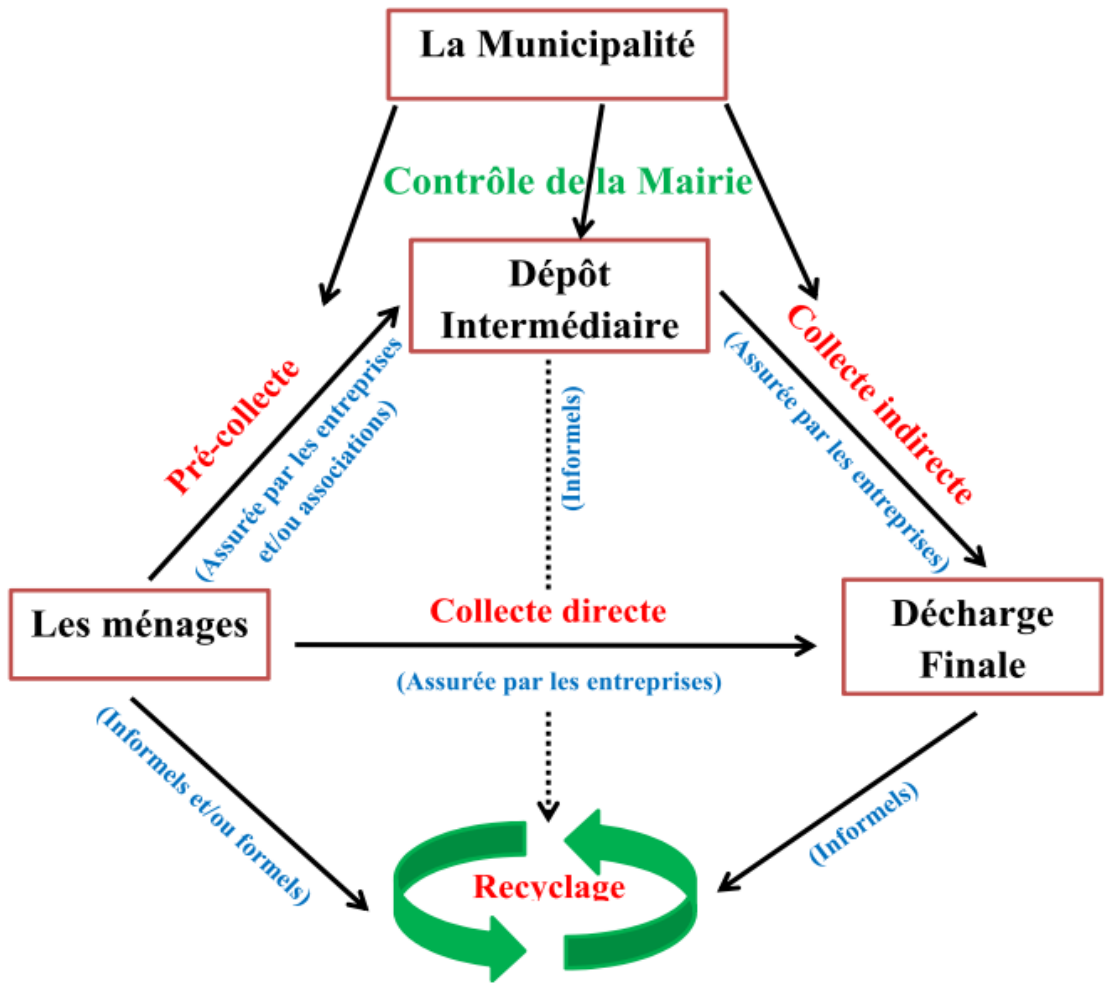 La Municipalité
Contrôle de la Mairie
Dépôt
Intermédiaire
Pré-collecte
(Assurée par les entreprises
et/ou associations)
(Informels)
Collecte indirecte
(Assurée par les entreprises)
Les ménages
Collecte directe
(Assurée par les entreprises)
Décharge
Finale
(Informels et/ou formels)
(Informels)
Recyclage